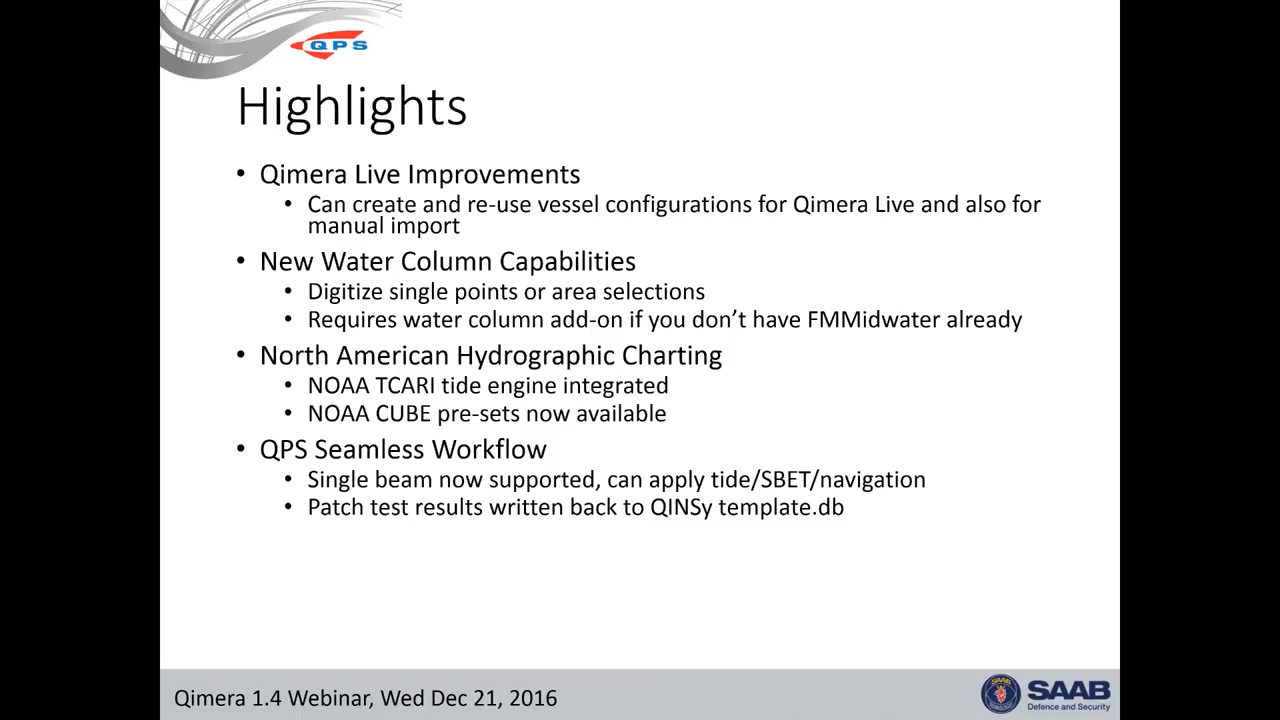 QPS
Highlights
• Qimera Live Improvements
• Can create and re-use vessel configurations for Qimera Live and also for
manual import
• New Water Column Capabilities
• Digitize single points or area selections
• Requires water column add-on if you don’t have FMMidwater already
• North American Hydrographic Charting
• NOAA TCARI tide engine integrated
• NOAA CUBE pre-sets now available
• QPS Seamless Workflow
• Single beam now supported, can apply tide/SBET/navigation
• Patch test results written back to QINSy template.db
Qimera 1.4 Webinar, Wed Dec 21, 2016
SAAB
Defence and Security